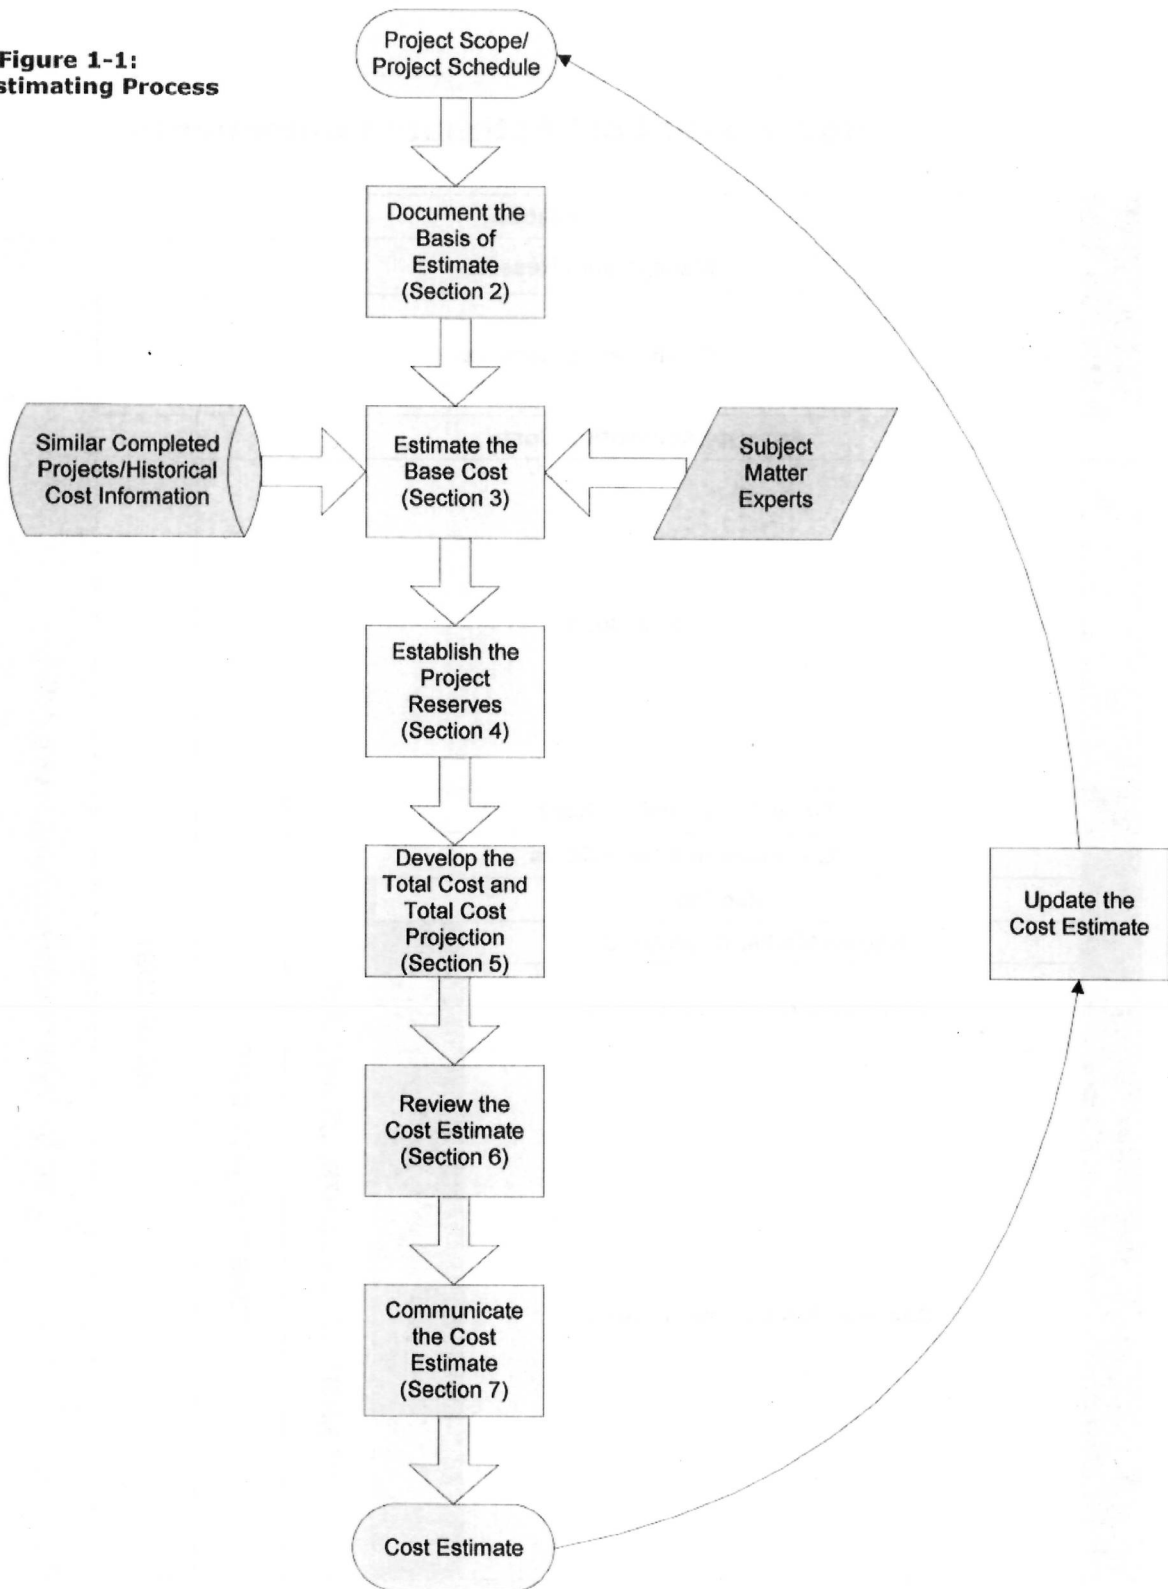 Figure 1-1:
stimating Process
Project Scope/
Project Schedule
Document the
Basis of
Estimate
(Section 2)
Similar Completed
Projects/Historical
Cost Information
Estimate the
Base Cost
(Section 3)
Subject
Matter
Experts
Establish the
Project
Reserves
(Section 4)
Develop the
Total Cost and
Total Cost
Projection
(Section 5)
Update the
Cost Estimate
Review the
Cost Estimate
(Section 6)
Communicate
the Cost
Estimate
(Section 7)
Cost Estimate